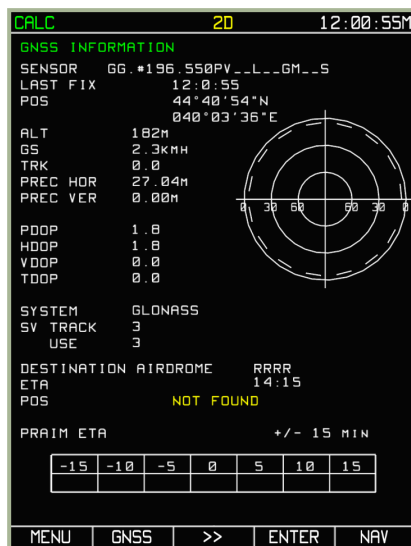 CALC 2D 12:00:55M
GNSS INFORMATION
SENSOR GG.#196.550PV__L__GM__S
LAST FIX 12:0:55
POS 44°40'54"N
040°03'36"E
ALT 182M
GS 2.3KMH
TRK 0.0
PREC HOR 27.04M
PREC VER 0.00M
0 30 60 60 30 0
PDOP 1.8
HDOP 1.8
VDOP 0.0
TDOP 0.0
SYSTEM GLONASS
SV TRACK 3
USE 3
DESTINATION AIRDROME RRRR
ETA 14:15
POS NOT FOUND
PRAIM ETA +/- 15 MIN
-15 -10 -5 0 5 10 15
MENU GNSS >> ENTER NAV